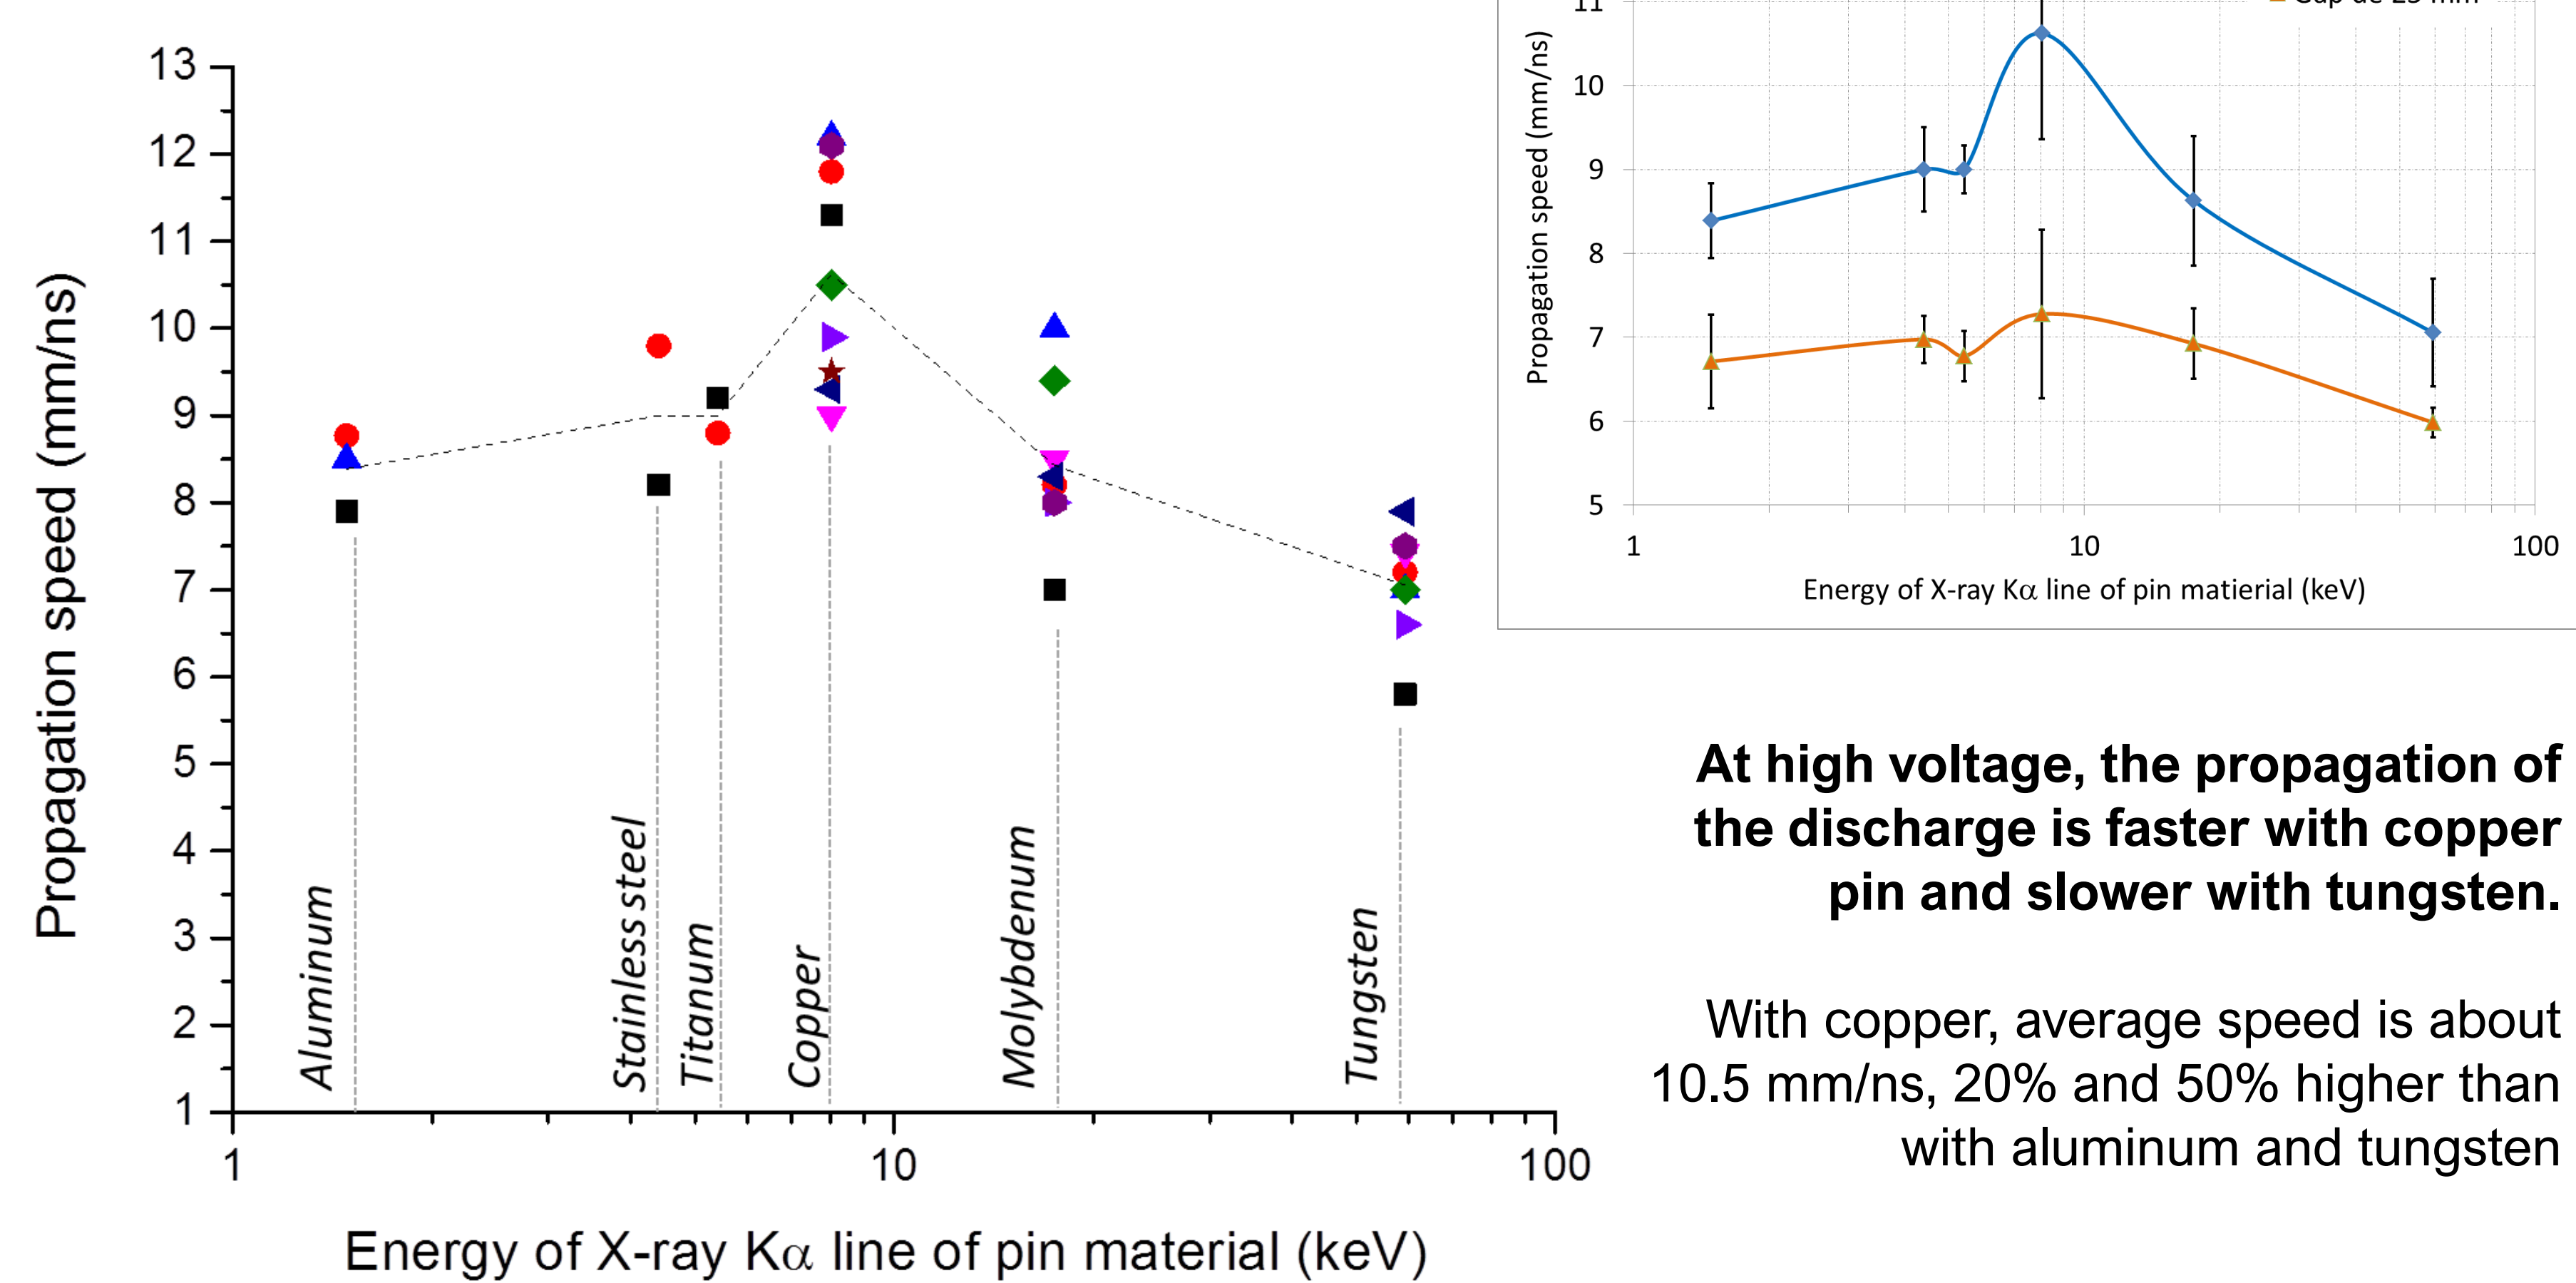 13
12
11
10
9
8
7
6
5
4
3
2
1
Propagation speed (mm/ns)
Aluminum
Stainless steel
Titanum
Copper
Molybdenum
Tungsten
1
10
100
Energy of X-ray Kα line of pin material (keV)
11
10
9
8
7
6
5
Propagation speed (mm/ns)
1
10
100
Energy of X-ray Kα line of pin matierial (keV)
At high voltage, the propagation of
the discharge is faster with copper
pin and slower with tungsten.
With copper, average speed is about
10.5 mm/ns, 20% and 50% higher than
with aluminum and tungsten